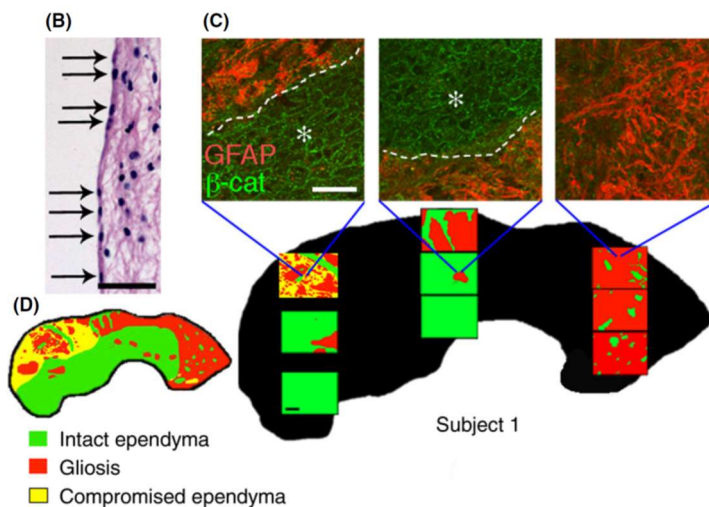 (B)
(C)
*
*
GFAP
β-cat
(D)
Subject 1
Intact ependyma
Gliosis
Compromised ependyma